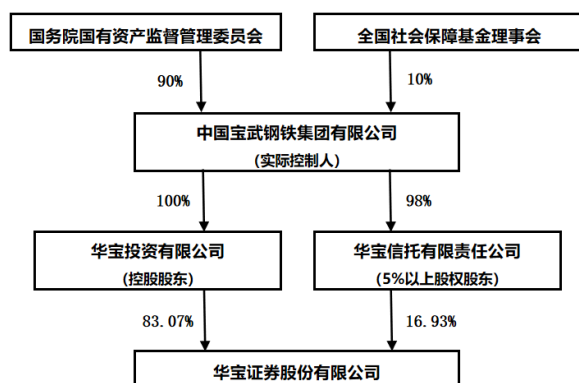 国务院国有资产监督管理委员会
全国社会保障基金理事会
90%
10%
中国宝武钢铁集团有限公司
（实际控制人）
100%
98%
华宝投资有限公司
（控股股东）
华宝信托有限责任公司
（5%以上股权股东）
83.07%
16.93%
华宝证券股份有限公司